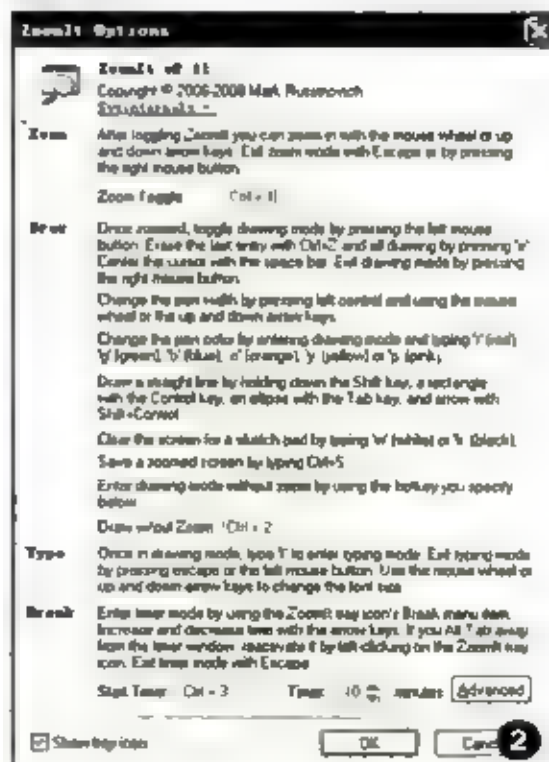 ZoomIt Options
ZoomIt v2.11
Copyright © 2006-2008 Mark Russinovich
Sysinternals -
Zoom After toggling ZoomIt you can zoom in with the mouse wheel or up
and down arrow keys. Exit zoom mode with Escape or by pressing
the right mouse button.
Zoom Toggle Ctrl + 1
Draw Once zoomed, toggle drawing mode by pressing the left mouse
button. Erase the last entry with Ctrl+Z and all drawing by pressing 'e'.
Center the cursor with the space bar. Exit drawing mode by pressing
the right mouse button.
Change the pen width by pressing left control and using the mouse
wheel or the up and down arrow keys.
Change the pen color by entering drawing mode and typing 'r' (red),
'g' (green), 'b' (blue), 'o' (orange), 'y' (yellow) or 'p' (pink).
Draw a straight line by holding down the Shift key, a rectangle
with the Control key, an ellipse with the Tab key, and arrow with
Shift+Control
Clear the screen for a sketch pad by typing 'w' (white) or 'k' (black).
Save a zoomed screen by typing Ctrl+S
Enter drawing mode without zoom by using the hotkey you specify
below
Draw w/out Zoom Ctrl + 2
Type Once in drawing mode, type 't' to enter typing mode. Exit typing mode
by pressing escape or the left mouse button. Use the mouse wheel or
up and down arrow keys to change the font size
Break Enter timer mode by using the ZoomIt tray icon's Break menu item.
Increase and decrease time with the arrow keys. If you Alt-Tab away
from the timer window, reactivate it by left-clicking on the ZoomIt tray
icon. Exit timer mode with Escape
Start Timer Ctrl + 3 Timer 10 minutes Advanced
Show tray icon OK Cancel 2